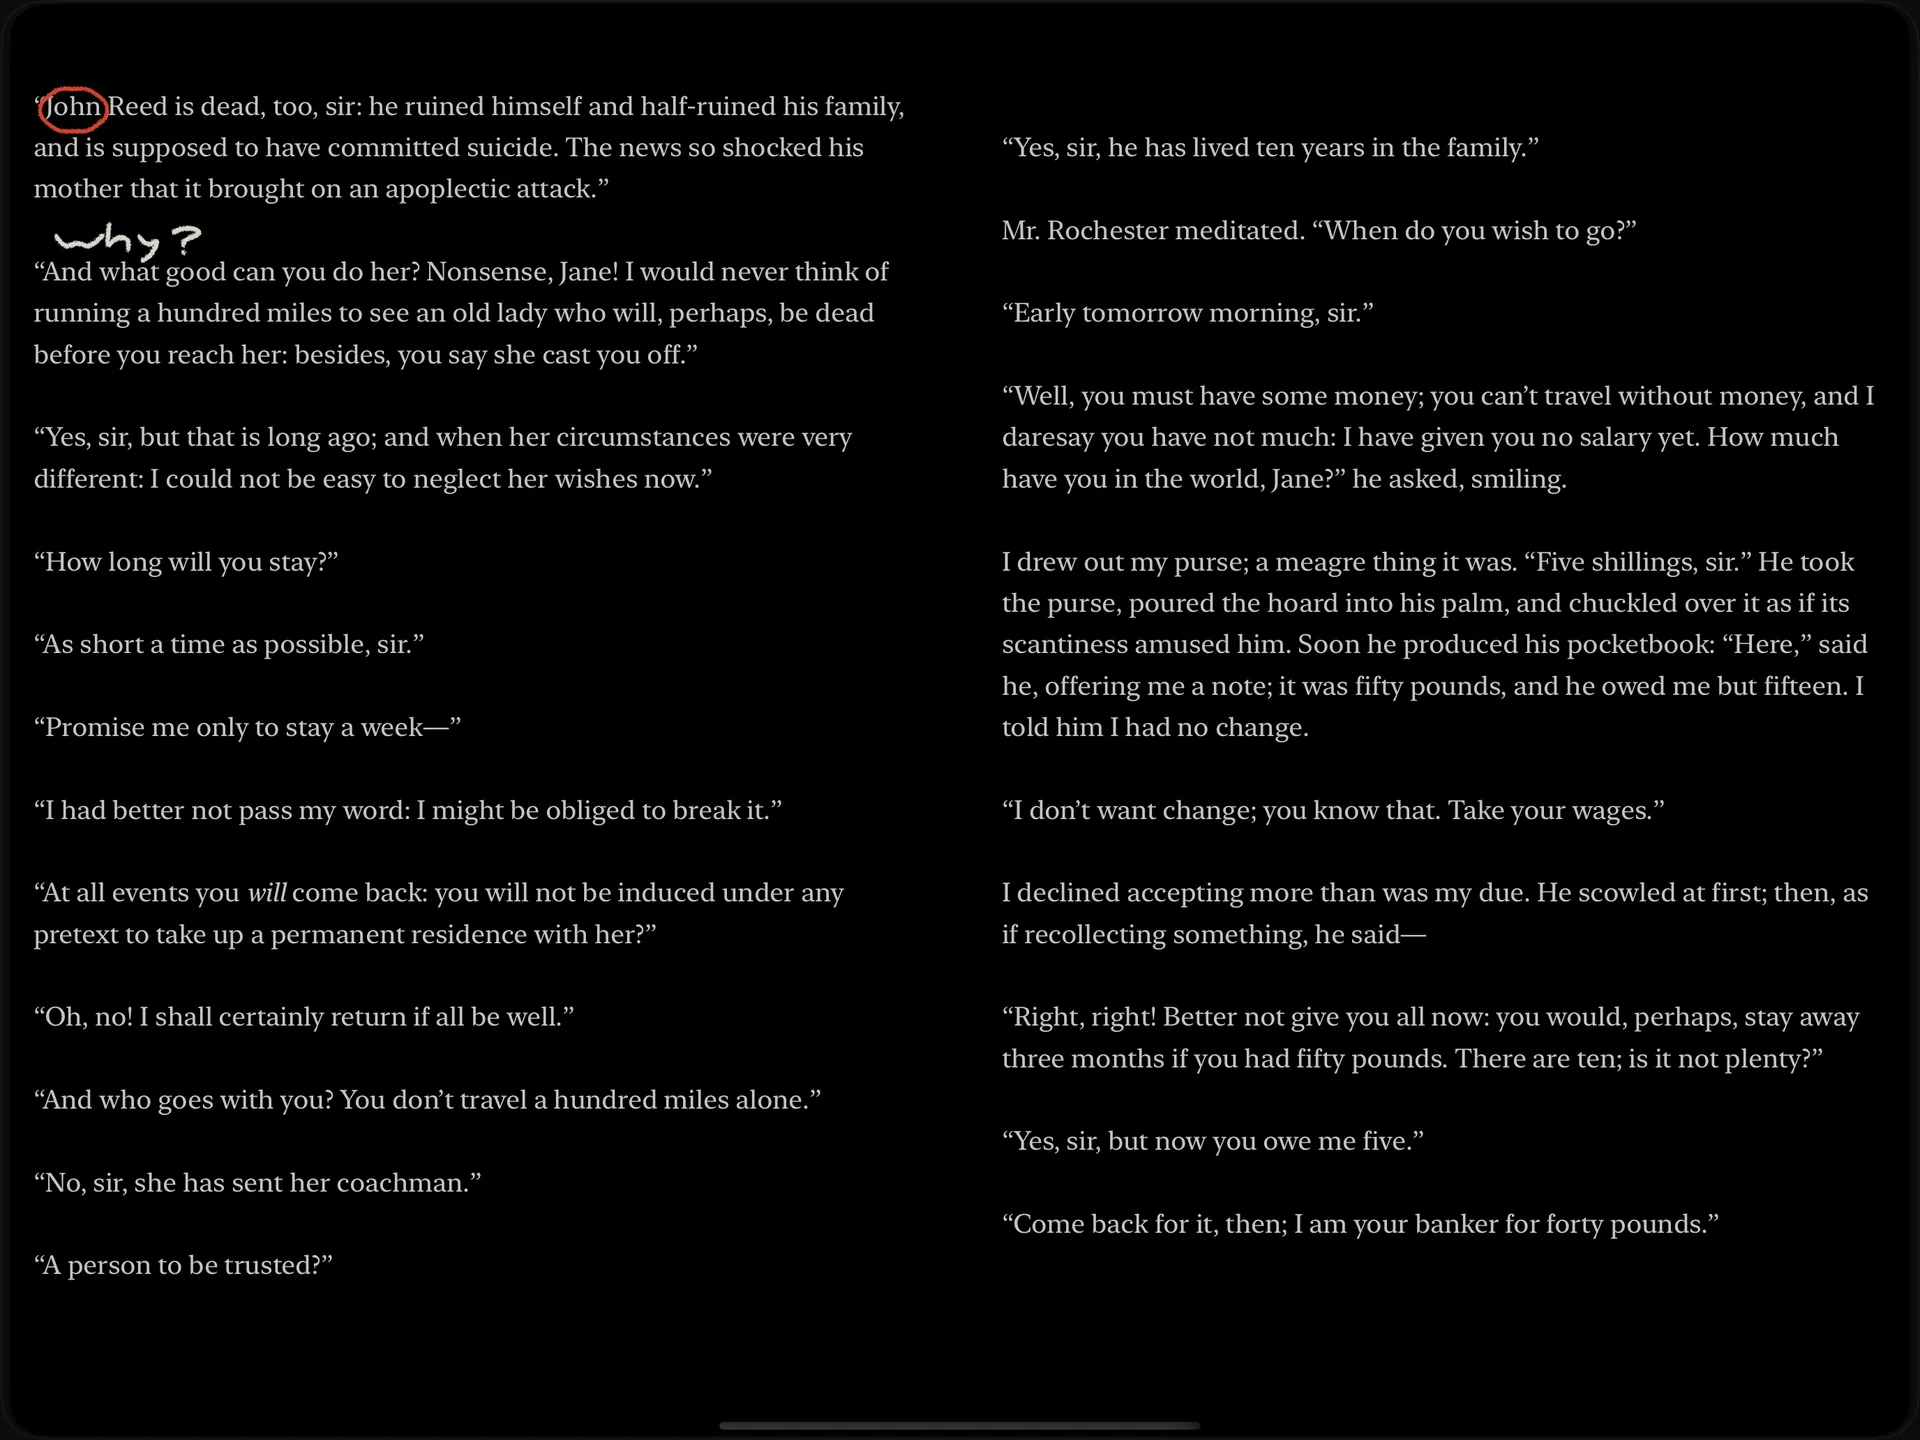 “John Reed is dead, too, sir: he ruined himself and half-ruined his family,
and is supposed to have committed suicide. The news so shocked his
mother that it brought on an apoplectic attack.”
why?
“And what good can you do her? Nonsense, Jane! I would never think of
running a hundred miles to see an old lady who will, perhaps, be dead
before you reach her: besides, you say she cast you off.”
“Yes, sir, but that is long ago; and when her circumstances were very
different: I could not be easy to neglect her wishes now.”
“How long will you stay?”
“As short a time as possible, sir.”
“Promise me only to stay a week—”
“I had better not pass my word: I might be obliged to break it.”
“At all events you will come back: you will not be induced under any
pretext to take up a permanent residence with her?”
“Oh, no! I shall certainly return if all be well.”
“And who goes with you? You don’t travel a hundred miles alone.”
“No, sir, she has sent her coachman.”
“A person to be trusted?”
“Yes, sir, he has lived ten years in the family.”
Mr. Rochester meditated. “When do you wish to go?”
“Early tomorrow morning, sir.”
“Well, you must have some money; you can’t travel without money, and I
daresay you have not much: I have given you no salary yet. How much
have you in the world, Jane?” he asked, smiling.
I drew out my purse; a meagre thing it was. “Five shillings, sir.” He took
the purse, poured the hoard into his palm, and chuckled over it as if its
scantiness amused him. Soon he produced his pocketbook: “Here,” said
he, offering me a note; it was fifty pounds, and he owed me but fifteen. I
told him I had no change.
“I don’t want change; you know that. Take your wages.”
I declined accepting more than was my due. He scowled at first; then, as
if recollecting something, he said—
“Right, right! Better not give you all now: you would, perhaps, stay away
three months if you had fifty pounds. There are ten; is it not plenty?”
“Yes, sir, but now you owe me five.”
“Come back for it, then; I am your banker for forty pounds.”